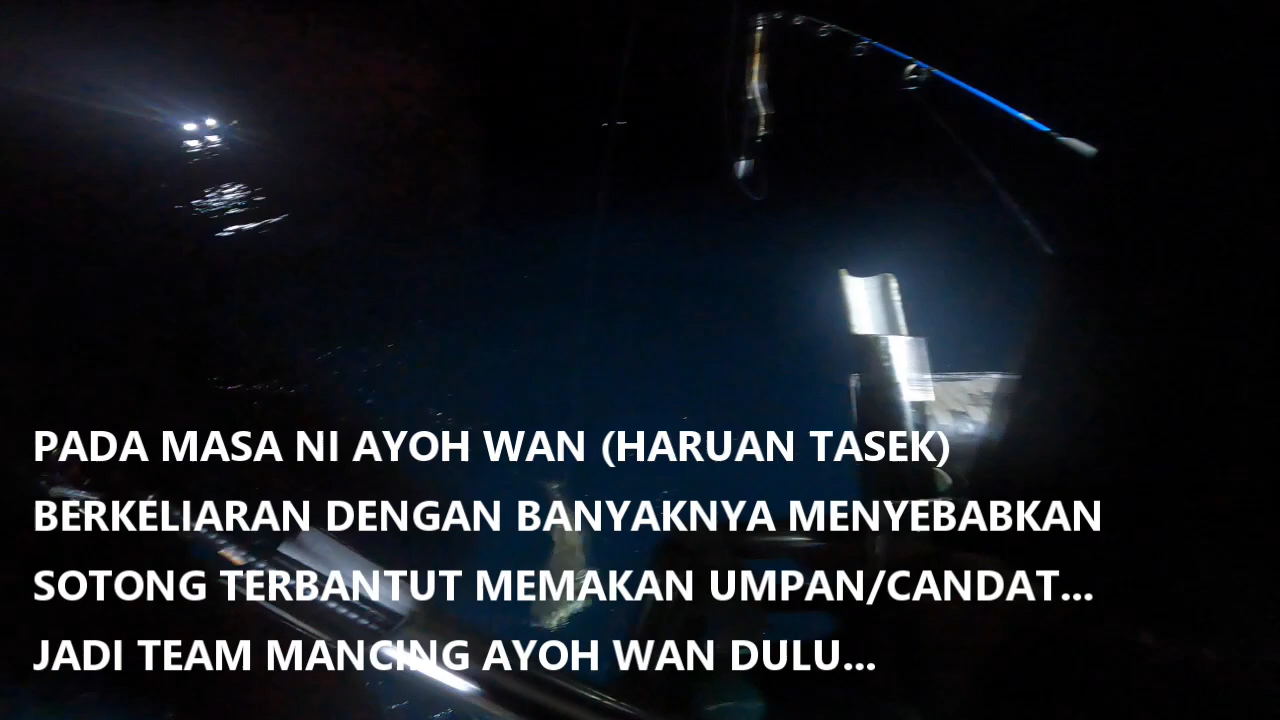 PADA MASA NI AYOH WAN (HARUAN TASEK)
BERKELIARAN DENGAN BANYAKNYA MENYEBABKAN
SOTONG TERBANTUT MEMAKAN UMPAN/CANDAT...
JADI TEAM MANCING AYOH WAN DULU...